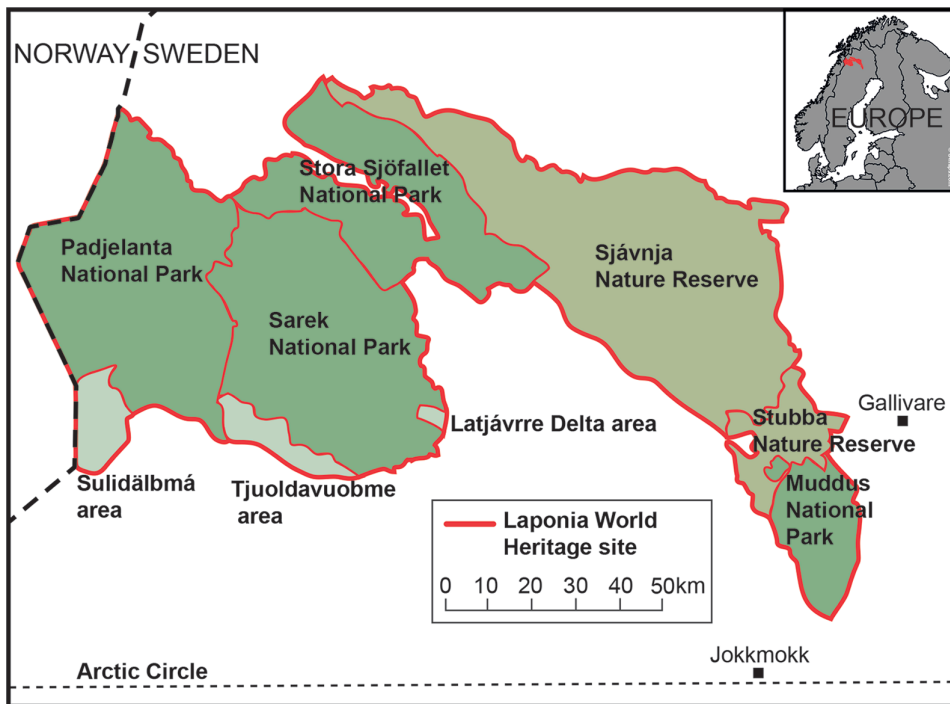 NORWAY SWEDEN
EUROPE
Stora Sjöfallet
National Park
Padjelanta
National Park
Sjávnja
Nature Reserve
Sarek
National Park
Gallivare
Latjávrre Delta area
Stubba
Nature Reserve
Sulidälbmá
area
Tjuoldavuobme
area
Muddus
National
Park
Laponia World
Heritage site
0 10 20 30 40 50km
Jokkmokk
Arctic Circle